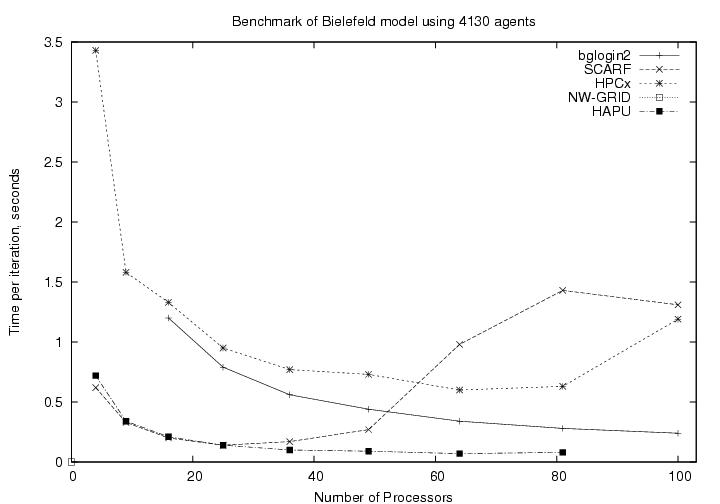 Benchmark of Bielefeld model using 4130 agents
3.5
bglogin2
SCARF
HPCx
NW-GRID
HAPU
3
2.5
2
1.5
1
0.5
0
Time per iteration, seconds
0 20 40 60 80 100
Number of Processors